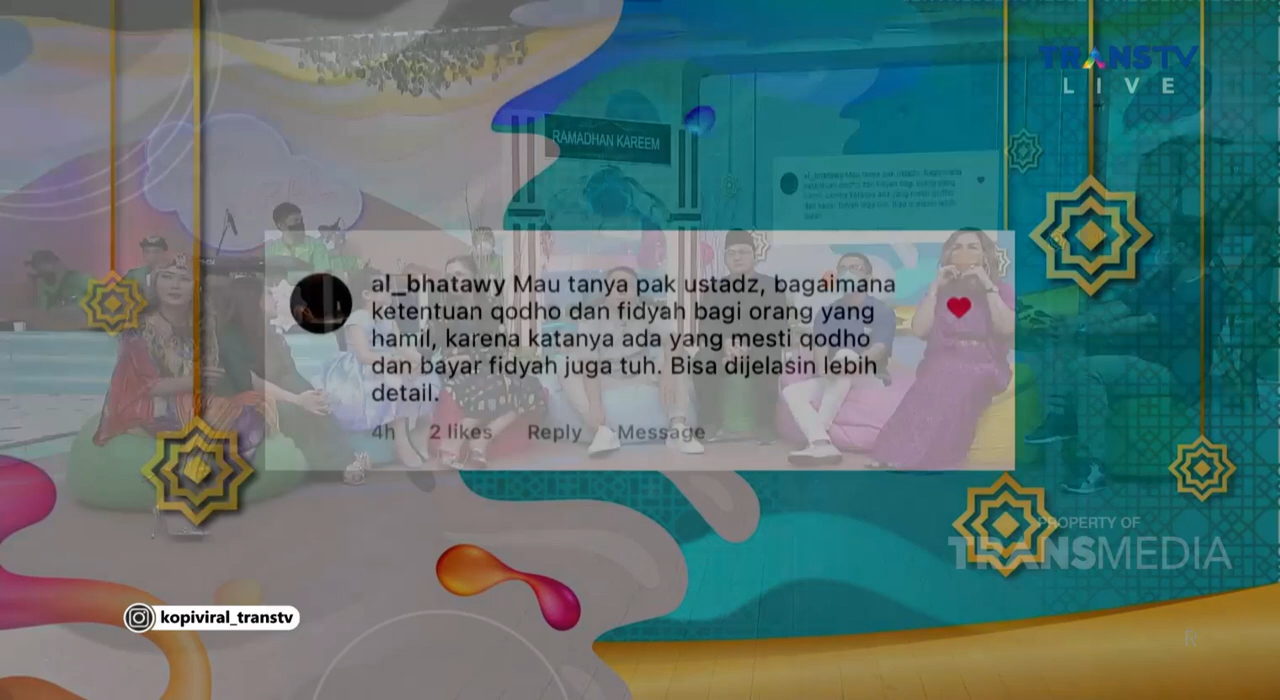 TRANSTV
LIVE
RAMADHAN KAREEM
al_bhatawy Mau tanya pak ustadz, bagaimana
ketentuan qodho dan fidyah bagi orang yang
hamil, karena katanya ada yang mesti qodho
dan bayar fidyah juga tuh. Bisa dijelasin lebih
detail.
4h 2 likes Reply Message
PROPERTY OF
TRANSMEDIA
kopiviral_transtv
R